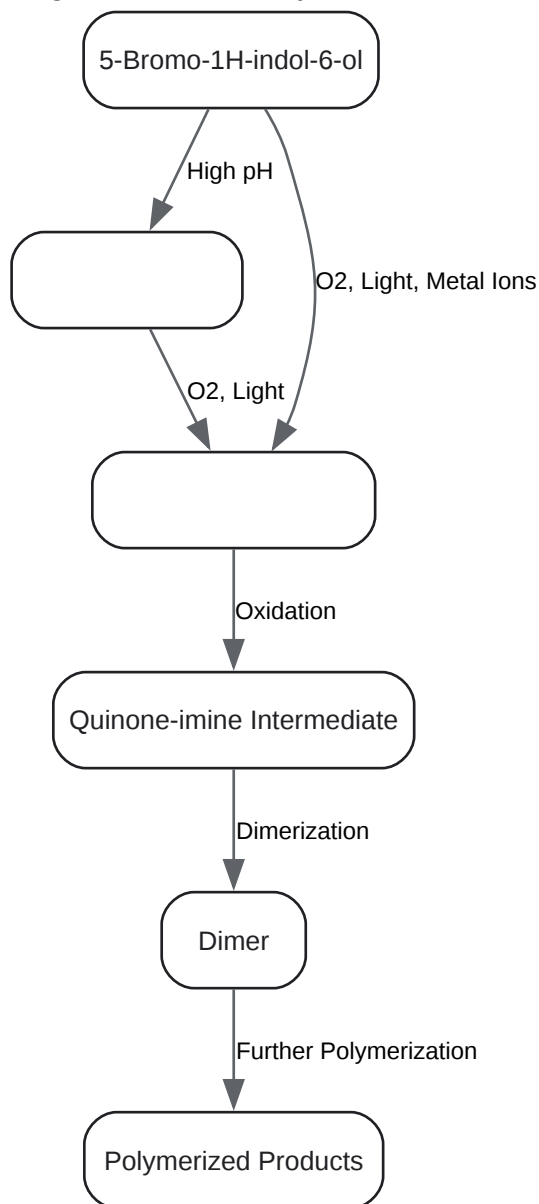 5-Bromo-1H-indol-6-ol
High pH
O2, Light, Metal Ions
O2, Light
Oxidation
Quinone-imine Intermediate
Dimerization
Dimer
Further Polymerization
Polymerized Products